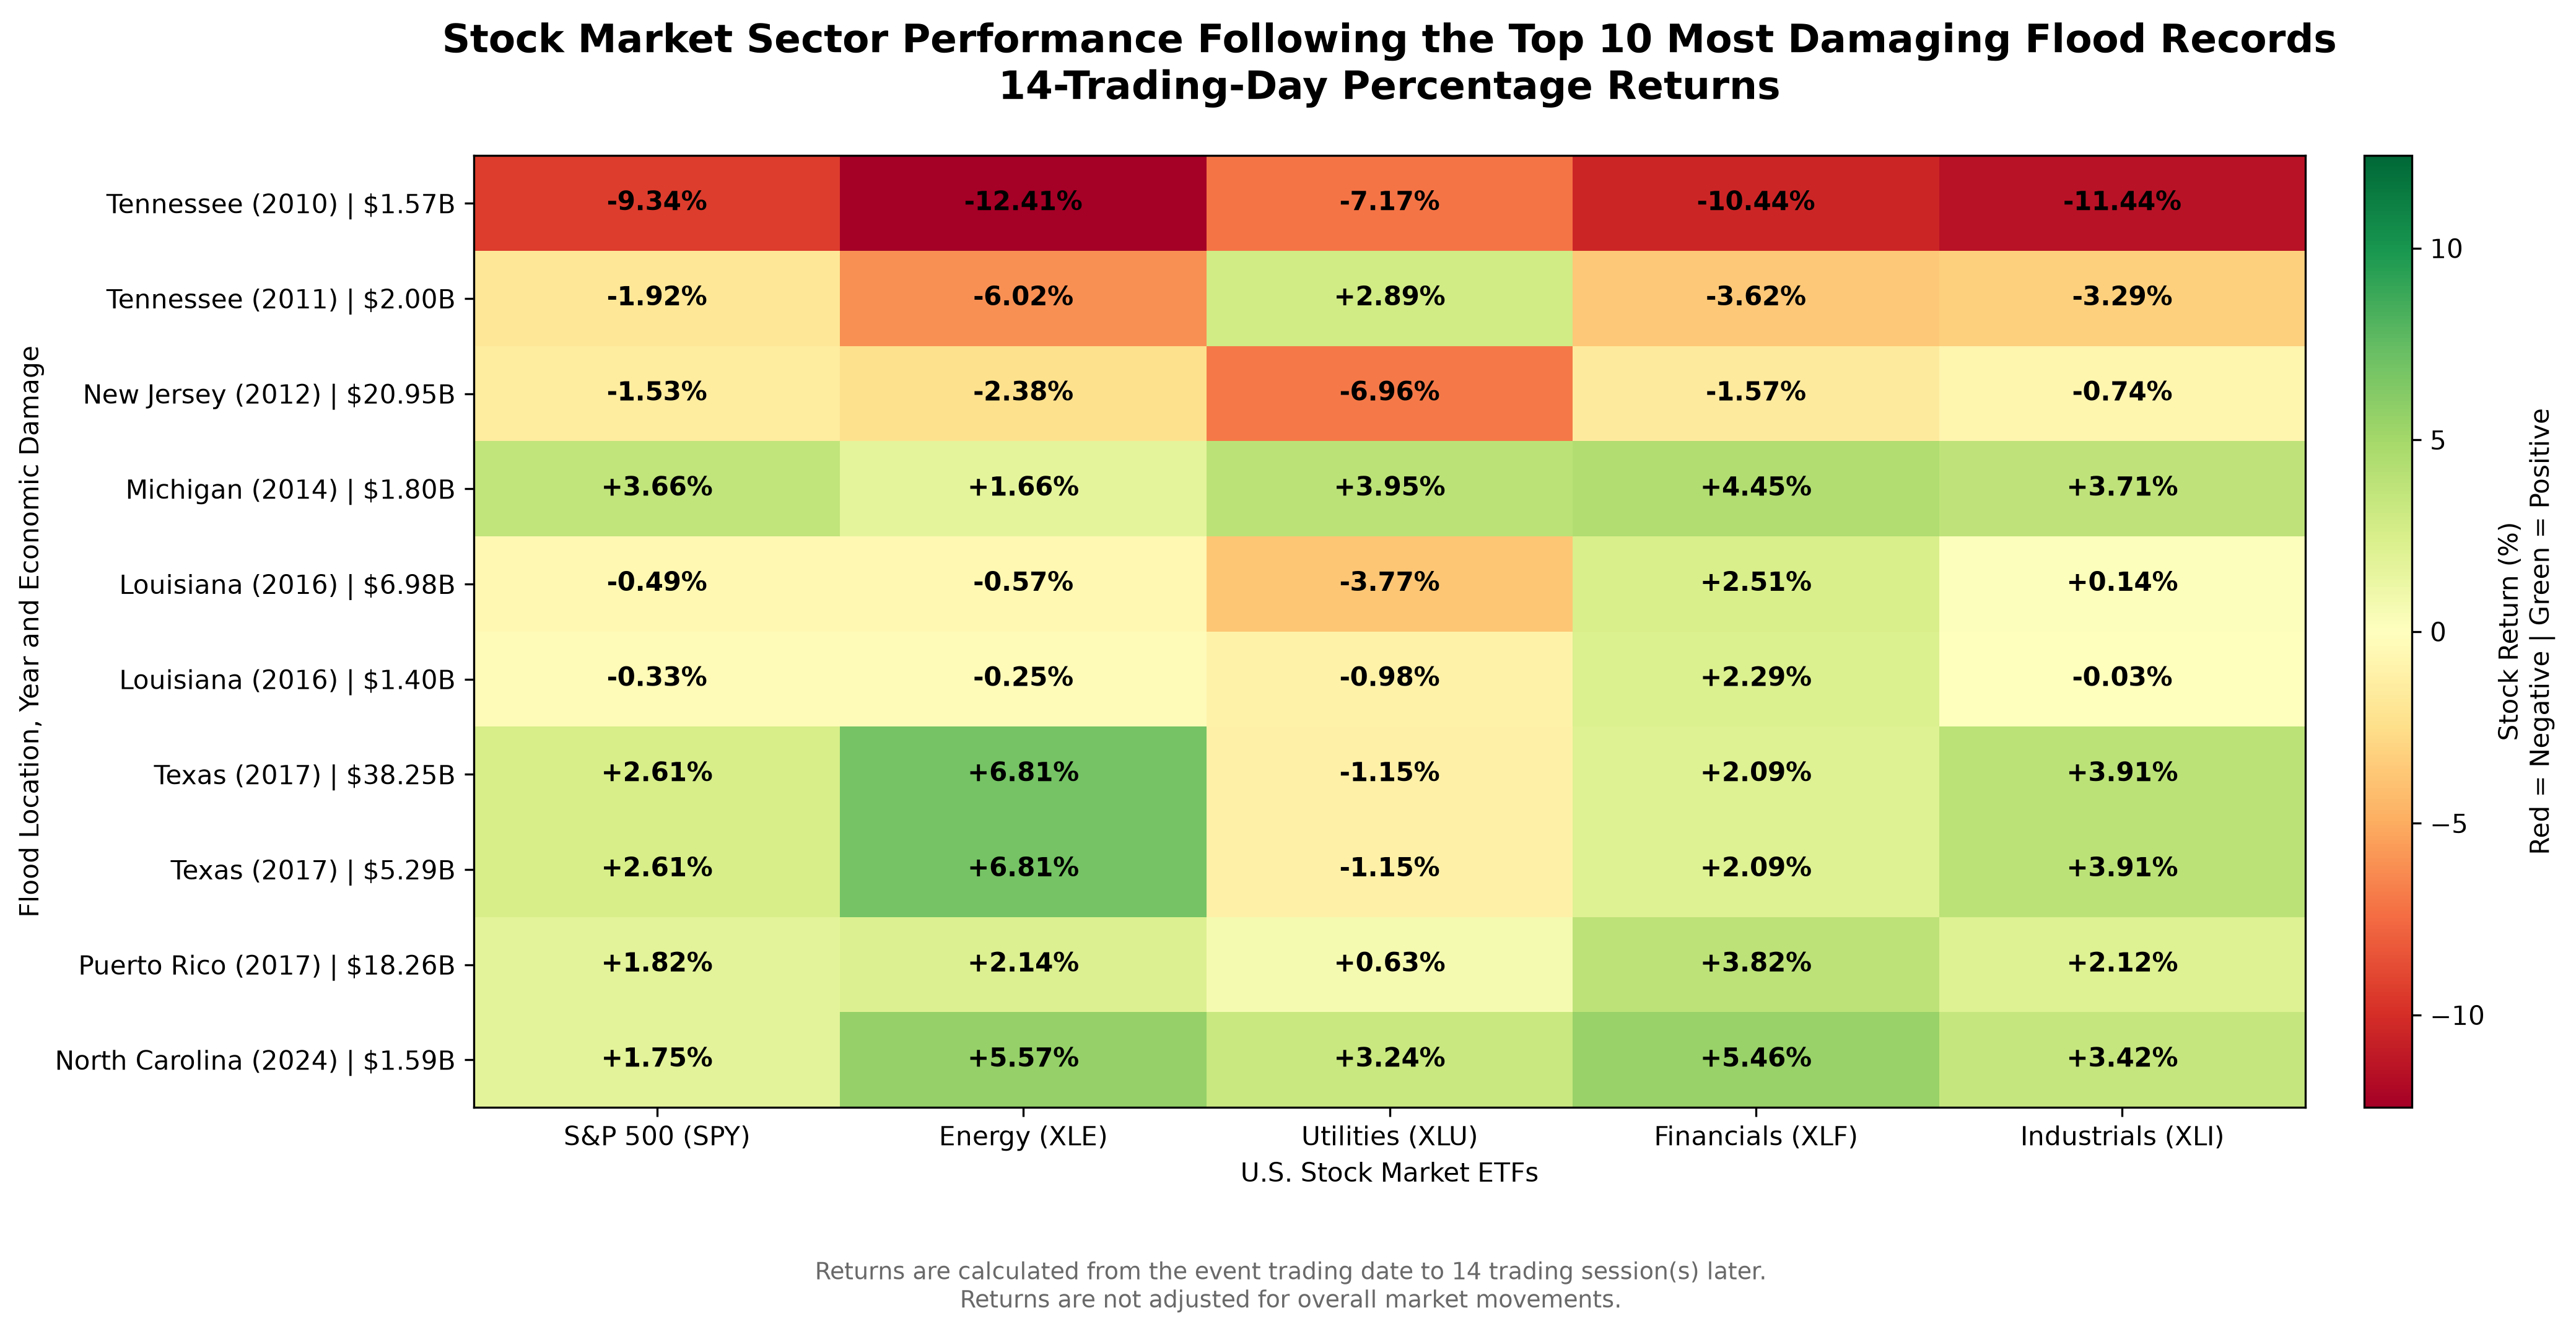 Stock Market Sector Performance Following the Top 10 Most Damaging Flood Records
14-Trading-Day Percentage Returns
Flood Location, Year and Economic Damage
Tennessee (2010) | $1.57B -9.34% -12.41% -7.17% -10.44% -11.44%
Tennessee (2011) | $2.00B -1.92% -6.02% +2.89% -3.62% -3.29%
New Jersey (2012) | $20.95B -1.53% -2.38% -6.96% -1.57% -0.74%
Michigan (2014) | $1.80B +3.66% +1.66% +3.95% +4.45% +3.71%
Louisiana (2016) | $6.98B -0.49% -0.57% -3.77% +2.51% +0.14%
Louisiana (2016) | $1.40B -0.33% -0.25% -0.98% +2.29% -0.03%
Texas (2017) | $38.25B +2.61% +6.81% -1.15% +2.09% +3.91%
Texas (2017) | $5.29B +2.61% +6.81% -1.15% +2.09% +3.91%
Puerto Rico (2017) | $18.26B +1.82% +2.14% +0.63% +3.82% +2.12%
North Carolina (2024) | $1.59B +1.75% +5.57% +3.24% +5.46% +3.42%
S&P 500 (SPY) Energy (XLE) Utilities (XLU) Financials (XLF) Industrials (XLI)
U.S. Stock Market ETFs
10
5
0
−5
−10
Stock Return (%)
Red = Negative | Green = Positive
Returns are calculated from the event trading date to 14 trading session(s) later.
Returns are not adjusted for overall market movements.